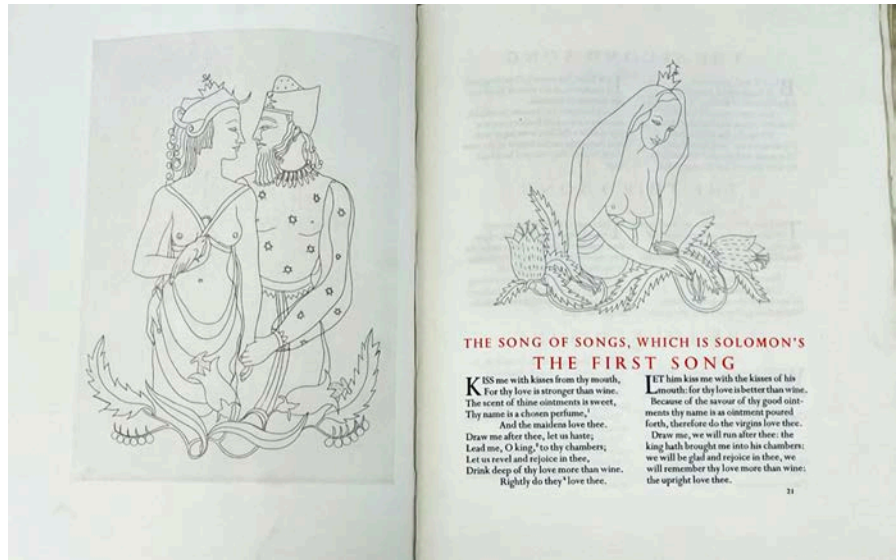 THE SONG OF SONGS, WHICH IS SOLOMON'S
THE FIRST SONG
KISS me with kisses from thy mouth,
For thy love is stronger than wine.
The scent of thine ointments is sweet,
Thy name is a chosen perfume,¹
And the maidens love thee.
Draw me after thee, let us haste;
Lead me, O king,² to thy chambers;
Let us revel and rejoice in thee,
Drink deep of thy love more than wine.
Rightly do they³ love thee.
LET him kiss me with the kisses of his
mouth: for thy love is better than wine.
Because of the savour of thy good oint-
ments thy name is as ointment poured
forth, therefore do the virgins love thee.
Draw me, we will run after thee: the
king hath brought me into his chambers:
we will be glad and rejoice in thee, we
will remember thy love more than wine:
the upright love thee.
21